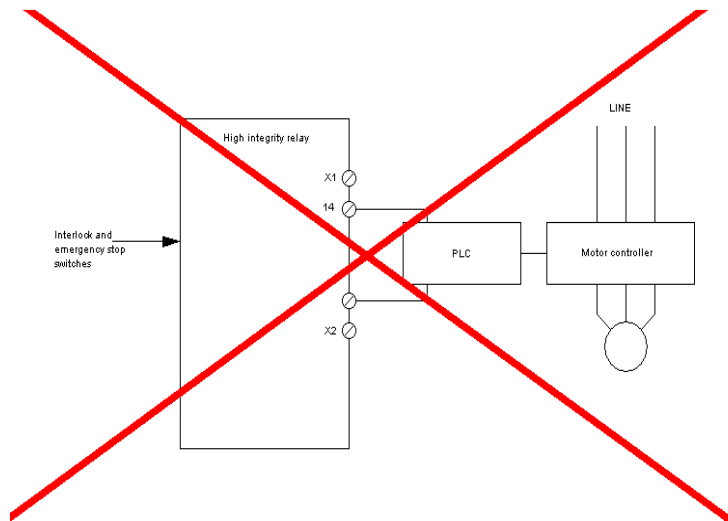 LINE
High integrity relay
X1
14
Interlock and
emergency stop
switches
PLC
Motor controller
X2